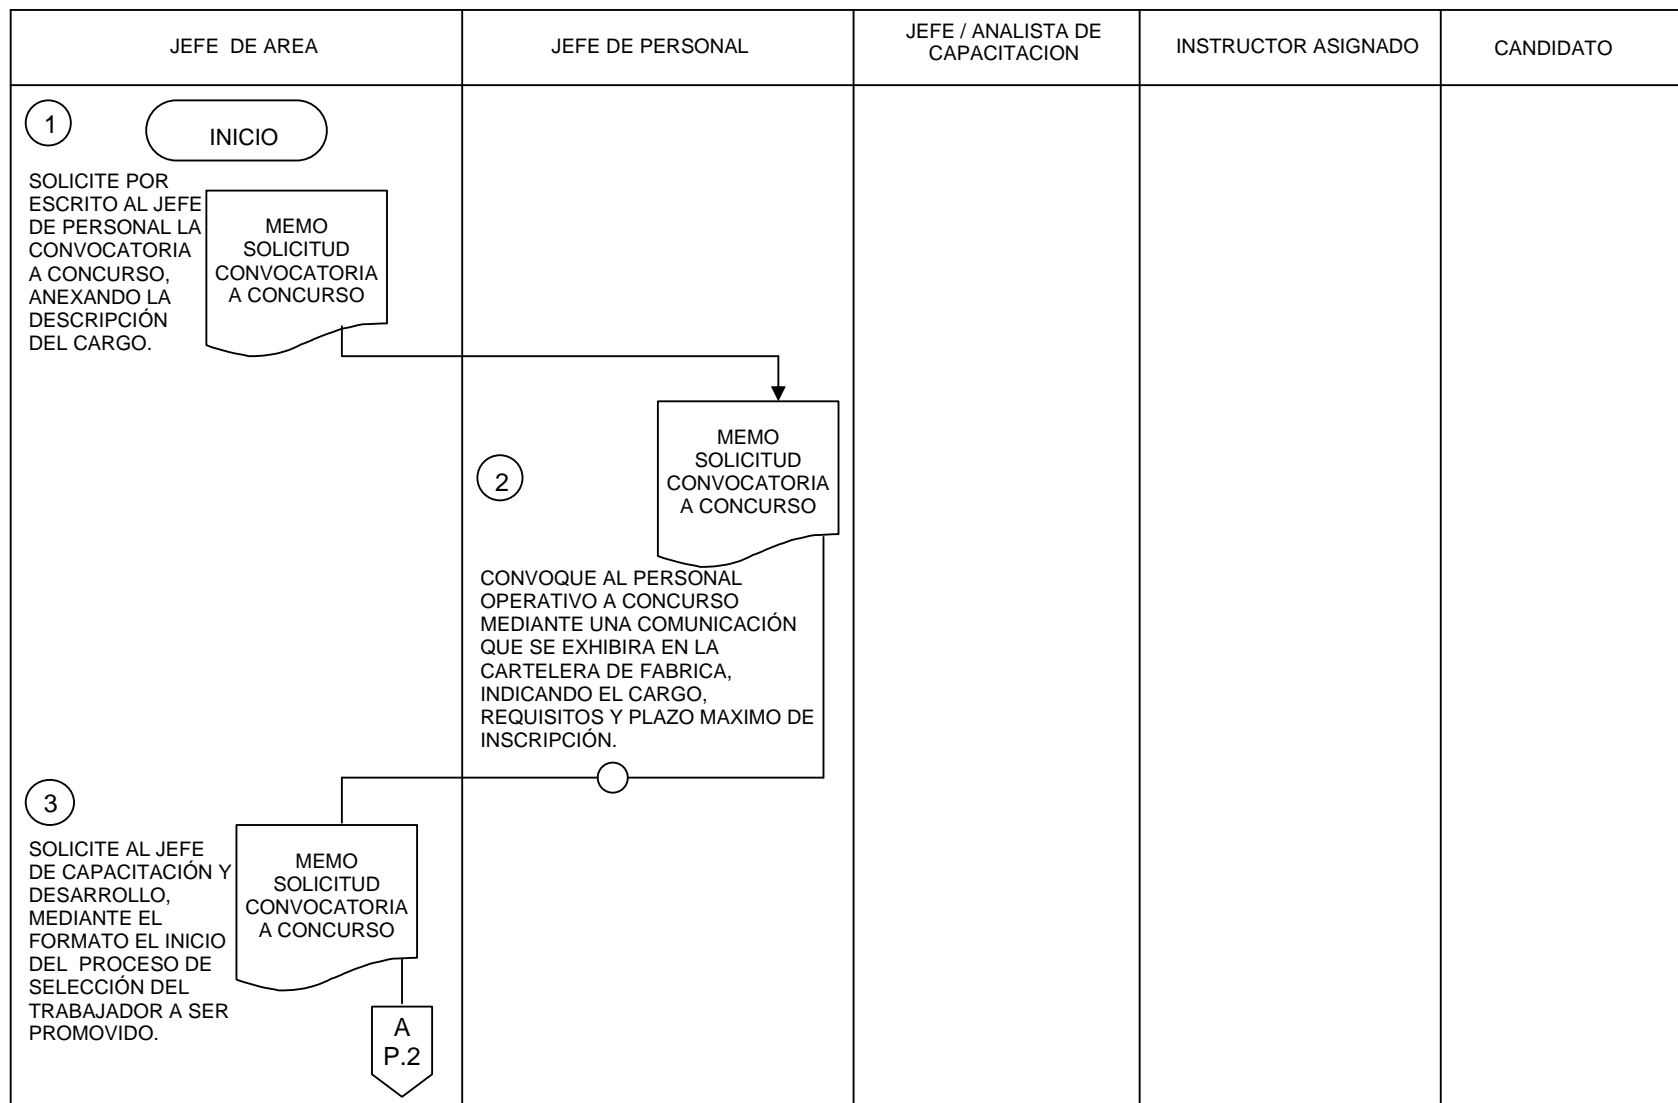 JEFE DE AREA
JEFE DE PERSONAL
JEFE / ANALISTA DE
CAPACITACION
INSTRUCTOR ASIGNADO
CANDIDATO
1
INICIO
SOLICITE POR
ESCRITO AL JEFE
DE PERSONAL LA
CONVOCATORIA
A CONCURSO,
ANEXANDO LA
DESCRIPCIÓN
DEL CARGO.
MEMO
SOLICITUD
CONVOCATORIA
A CONCURSO
MEMO
SOLICITUD
CONVOCATORIA
A CONCURSO
2
CONVOQUE AL PERSONAL
OPERATIVO A CONCURSO
MEDIANTE UNA COMUNICACIÓN
QUE SE EXHIBIRA EN LA
CARTELERA DE FABRICA,
INDICANDO EL CARGO,
REQUISITOS Y PLAZO MAXIMO DE
INSCRIPCIÓN.
3
SOLICITE AL JEFE
DE CAPACITACIÓN Y
DESARROLLO,
MEDIANTE EL
FORMATO EL INICIO
DEL PROCESO DE
SELECCIÓN DEL
TRABAJADOR A SER
PROMOVIDO.
MEMO
SOLICITUD
CONVOCATORIA
A CONCURSO
A
P.2